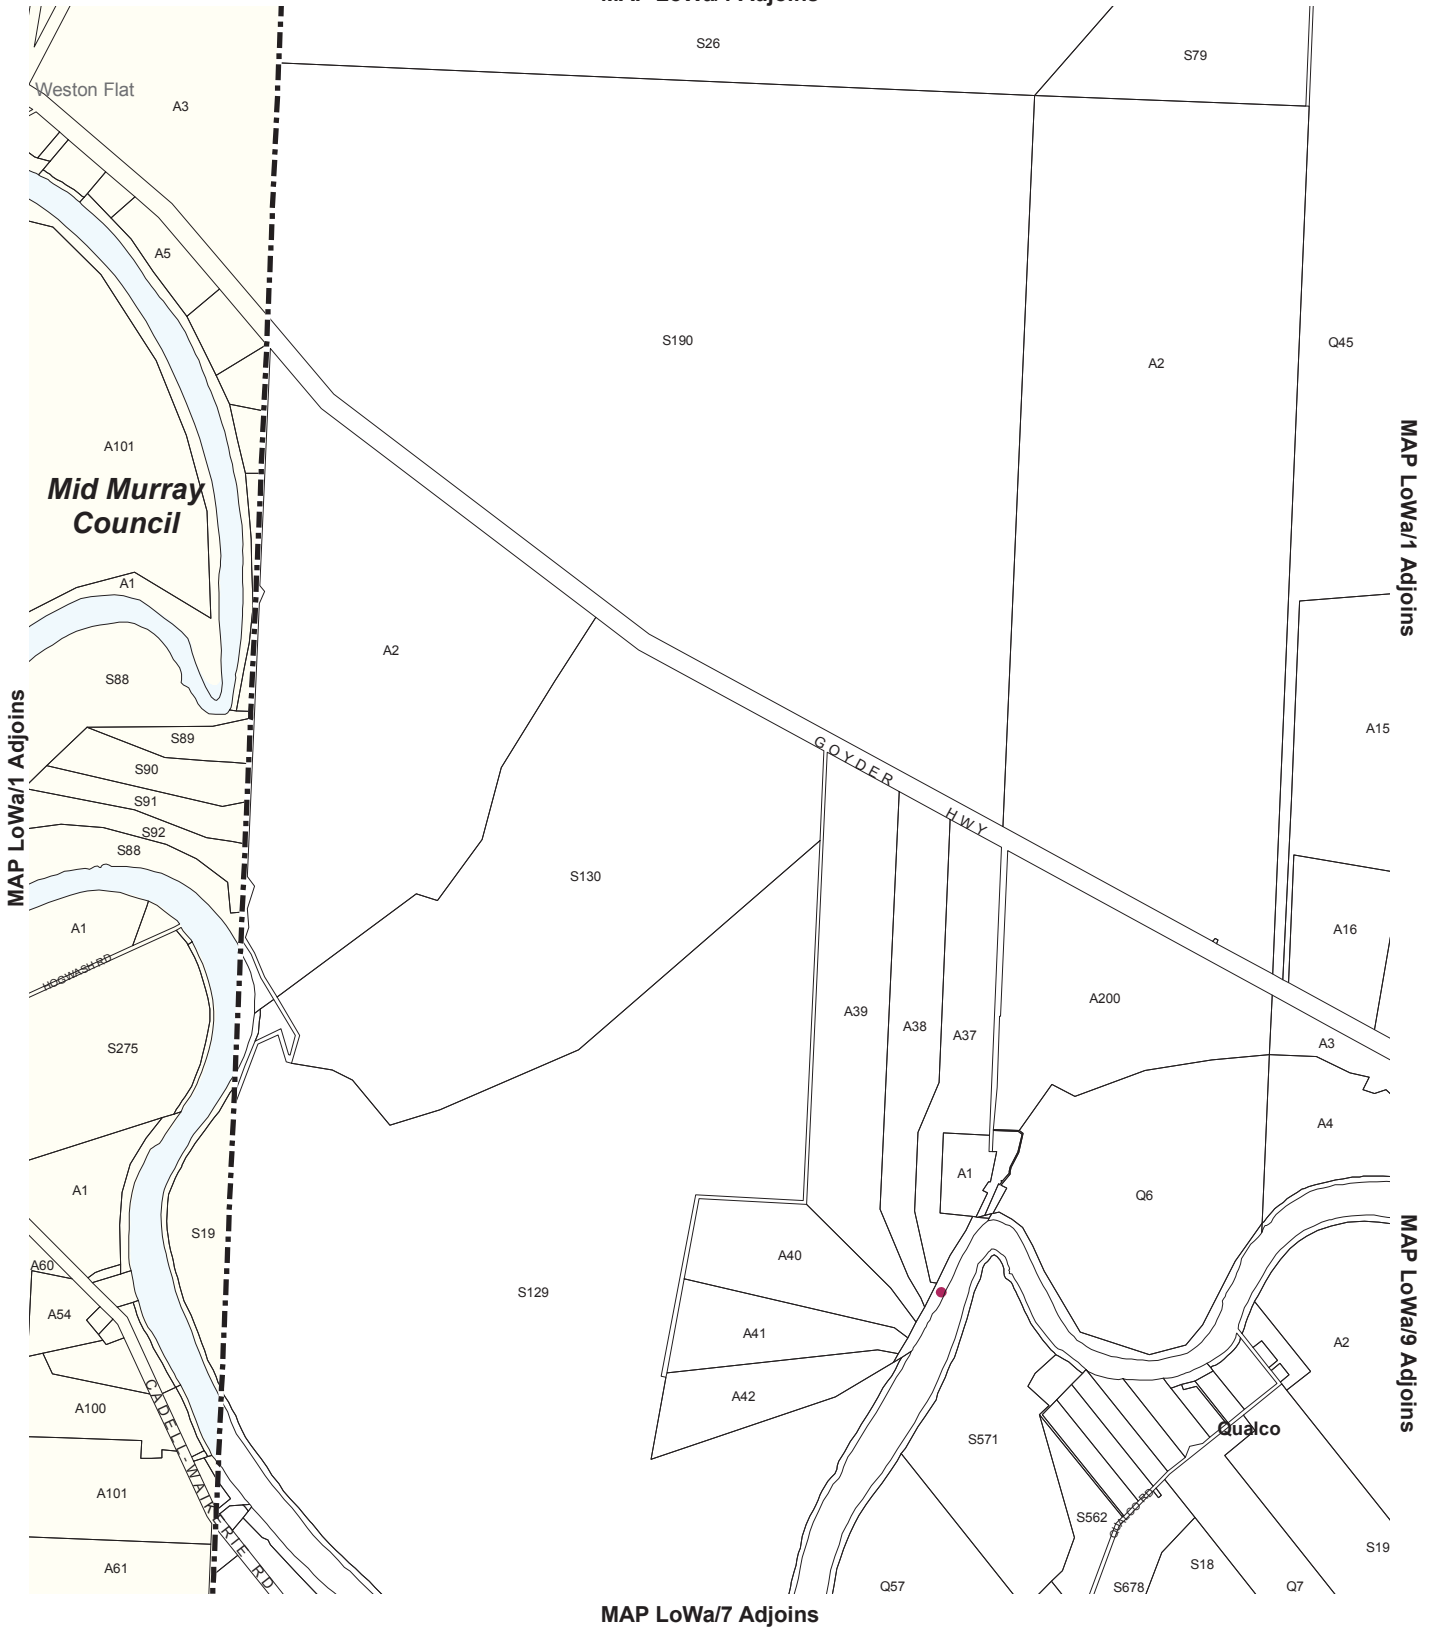 S26
S79
Weston Flat
A3
A5
S190
A2
Q45
A101
Mid Murray
Council
MAP LoWa/1 Adjoins
A1
A2
S88
A15
S89
S90
S91
S92
S88
MAP LoWa/1 Adjoins
GOYDER
HWY
S130
A1
A16
HOGWASH RD
A39
A38
A37
A200
A3
S275
A4
A1
A1
Q6
S19
A40
A60
S129
A54
A41
A2
MAP LoWa/9 Adjoins
A42
A100
CADELL-WAIKERIE RD
Qualco
S571
A101
S562
QUALCO RD
S19
A61
S18
Q57
S678
Q7
MAP LoWa/7 Adjoins